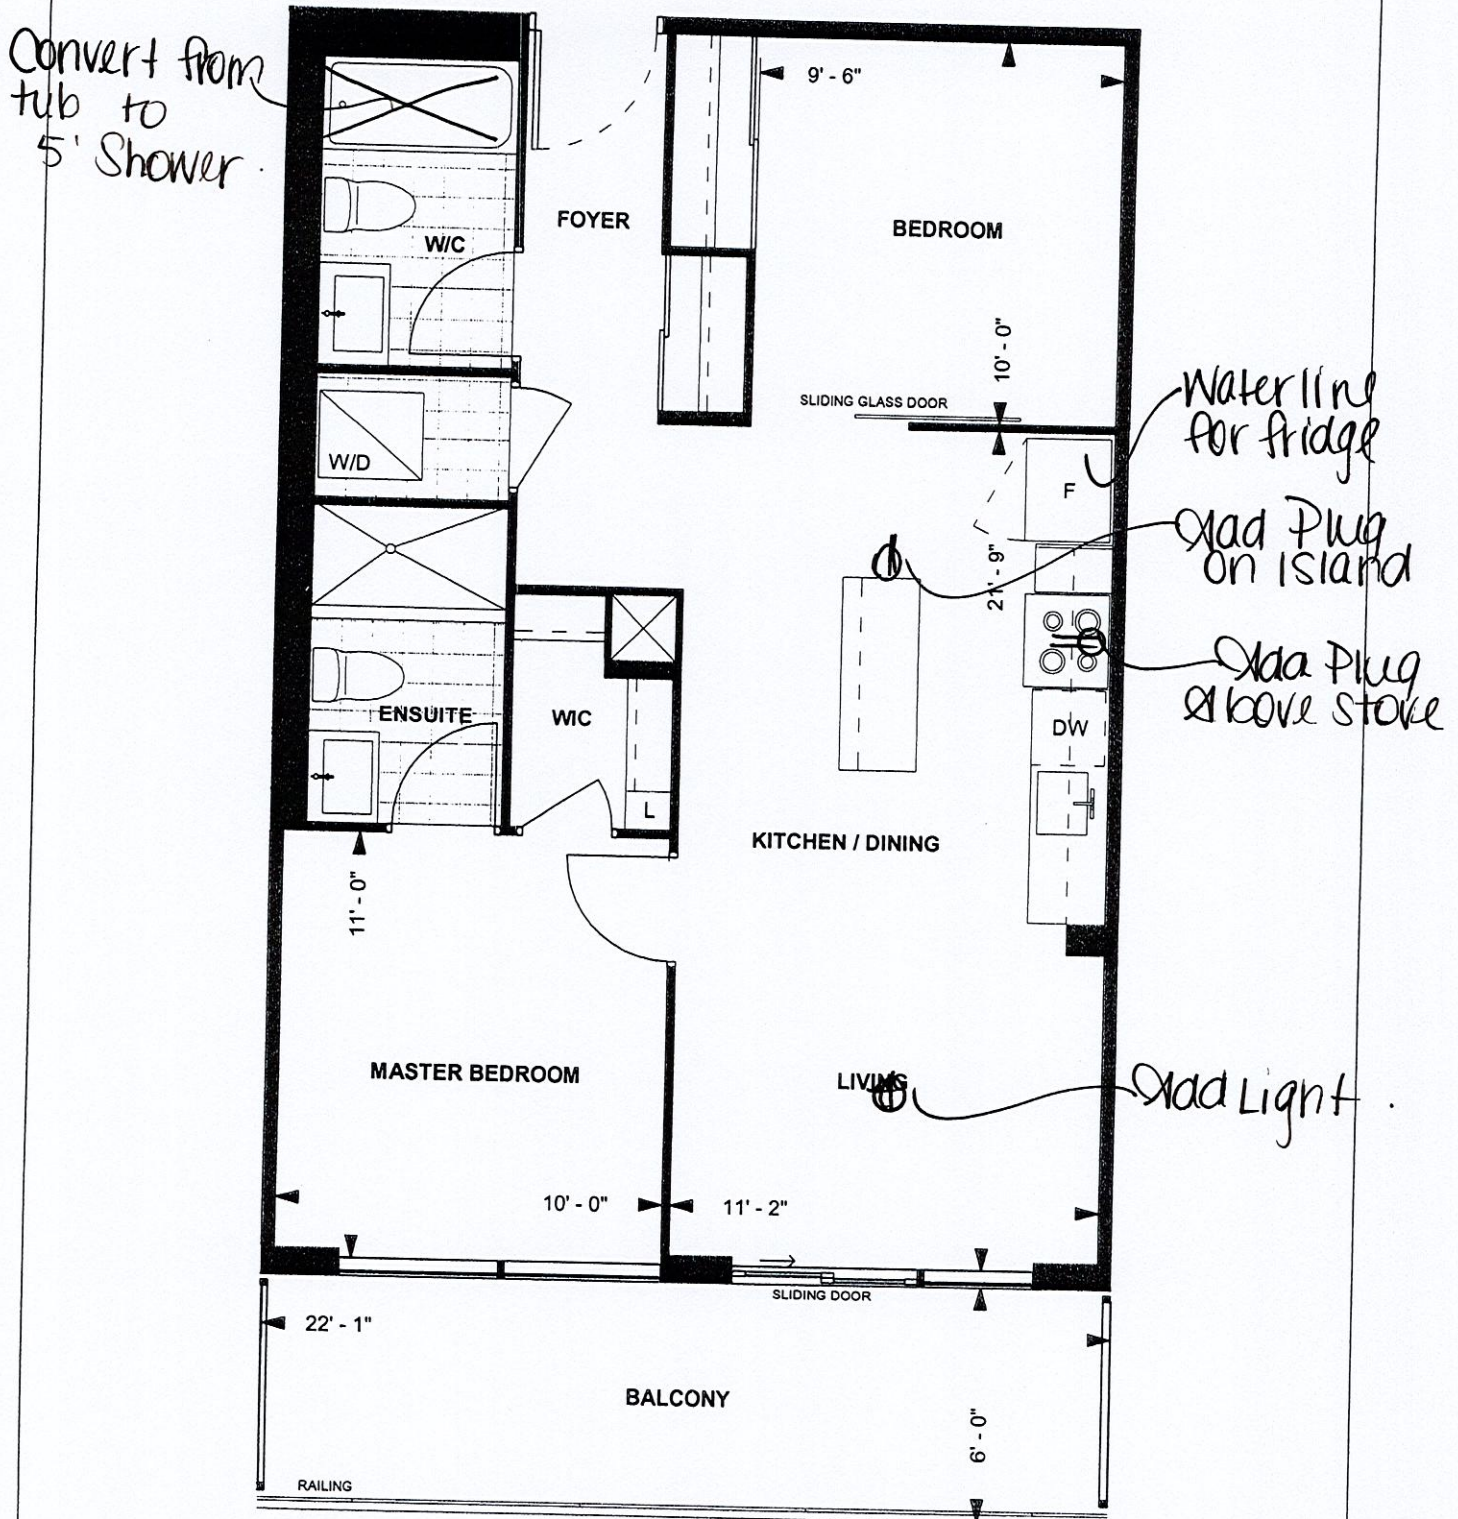 Convert from
tub to
5' Shower.
9' - 6"
FOYER
BEDROOM
W/C
10' - 0"
SLIDING GLASS DOOR
Waterline
for fridge
W/D
F
Add Plug
on Island
21' - 9"
Add Plug
Above stove
ENSUITE
WIC
DW
L
KITCHEN / DINING
11' - 0"
MASTER BEDROOM
LIVING
Add Light.
10' - 0"
11' - 2"
SLIDING DOOR
22' - 1"
BALCONY
6' - 0"
RAILING